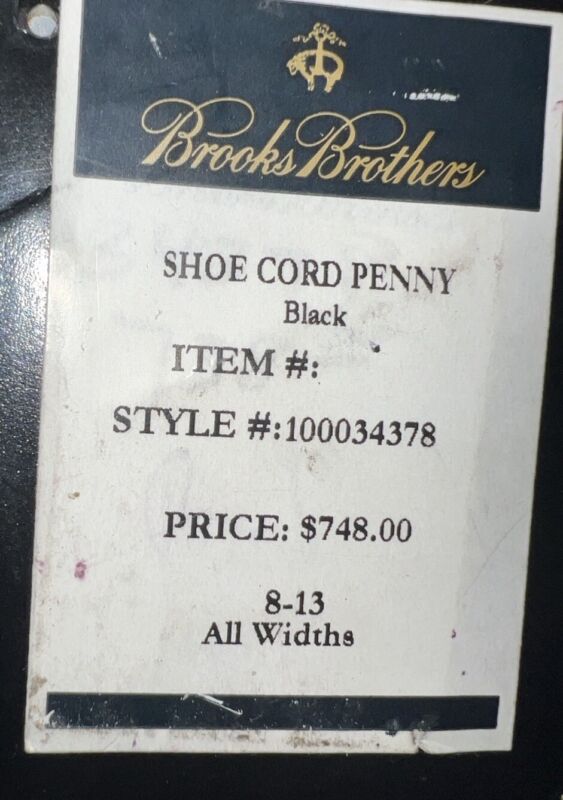 Brooks Brothers
SHOE CORD PENNY
Black
ITEM #:
STYLE #:100034378
PRICE: $748.00
8-13
All Widths